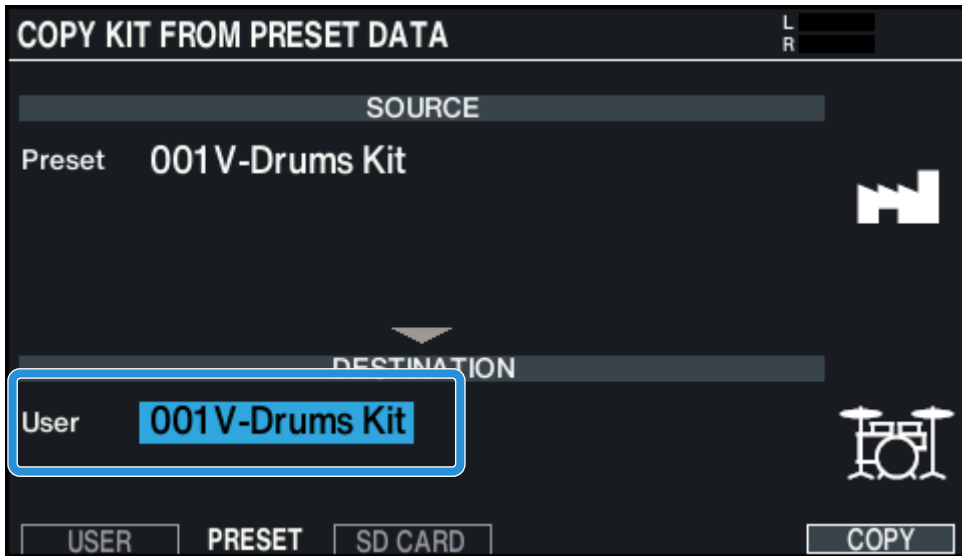 COPY KIT FROM PRESET DATA
L
R
SOURCE
Preset 001 V-Drums Kit
DESTINATION
User 001 V-Drums Kit
USER PRESET SD CARD COPY